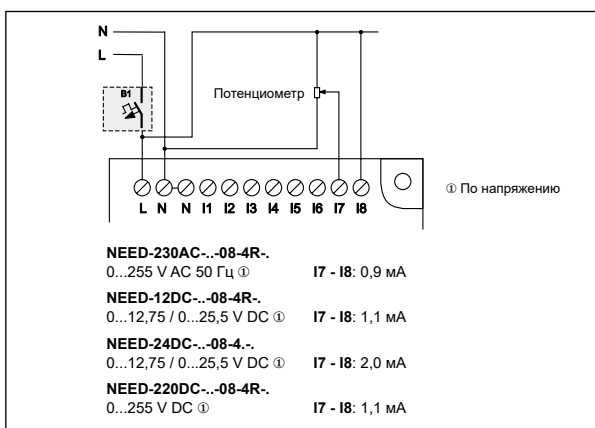 N
L
B1
Потенциометр
① По напряжению
L N N I1 I2 I3 I4 I5 I6 I7 I8
NEED-230AC-..-08-4R-.
0...255 V AC 50 Гц ① I7 - I8: 0,9 мА
NEED-12DC-..-08-4R-.
0...12,75 / 0...25,5 V DC ① I7 - I8: 1,1 мА
NEED-24DC-..-08-4.-.
0...12,75 / 0...25,5 V DC ① I7 - I8: 2,0 мА
NEED-220DC-..-08-4R-.
0...255 V DC ① I7 - I8: 1,1 мА